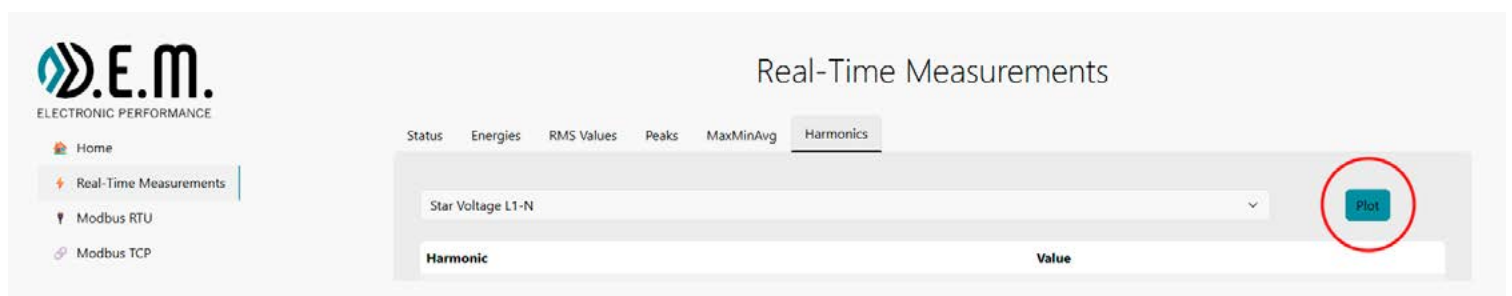 D.E.M.
ELECTRONIC PERFORMANCE
Home
Real-Time Measurements
Modbus RTU
Modbus TCP
Real-Time Measurements
Status Energies RMS Values Peaks MaxMinAvg Harmonics
Star Voltage L1-N
Plot
Harmonic Value